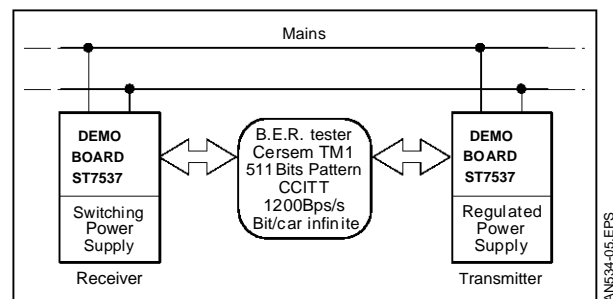 Mains
DEMO
BOARD
ST7537
Switching
Power
Supply
Receiver
B.E.R. tester
Cersem TM1
511Bits Pattern
CCITT
1200Bps/s
Bit/car infinite
DEMO
BOARD
ST7537
Regulated
Power
Supply
Transmitter
AN534-05.EPS